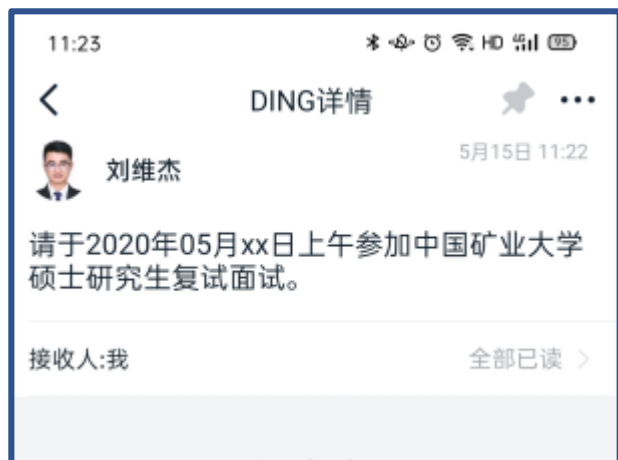 11:23 HD 4G 95
DING详情
刘维杰
5月15日 11:22
请于2020年05月xx日上午参加中国矿业大学
硕士研究生复试面试。
接收人:我 全部已读